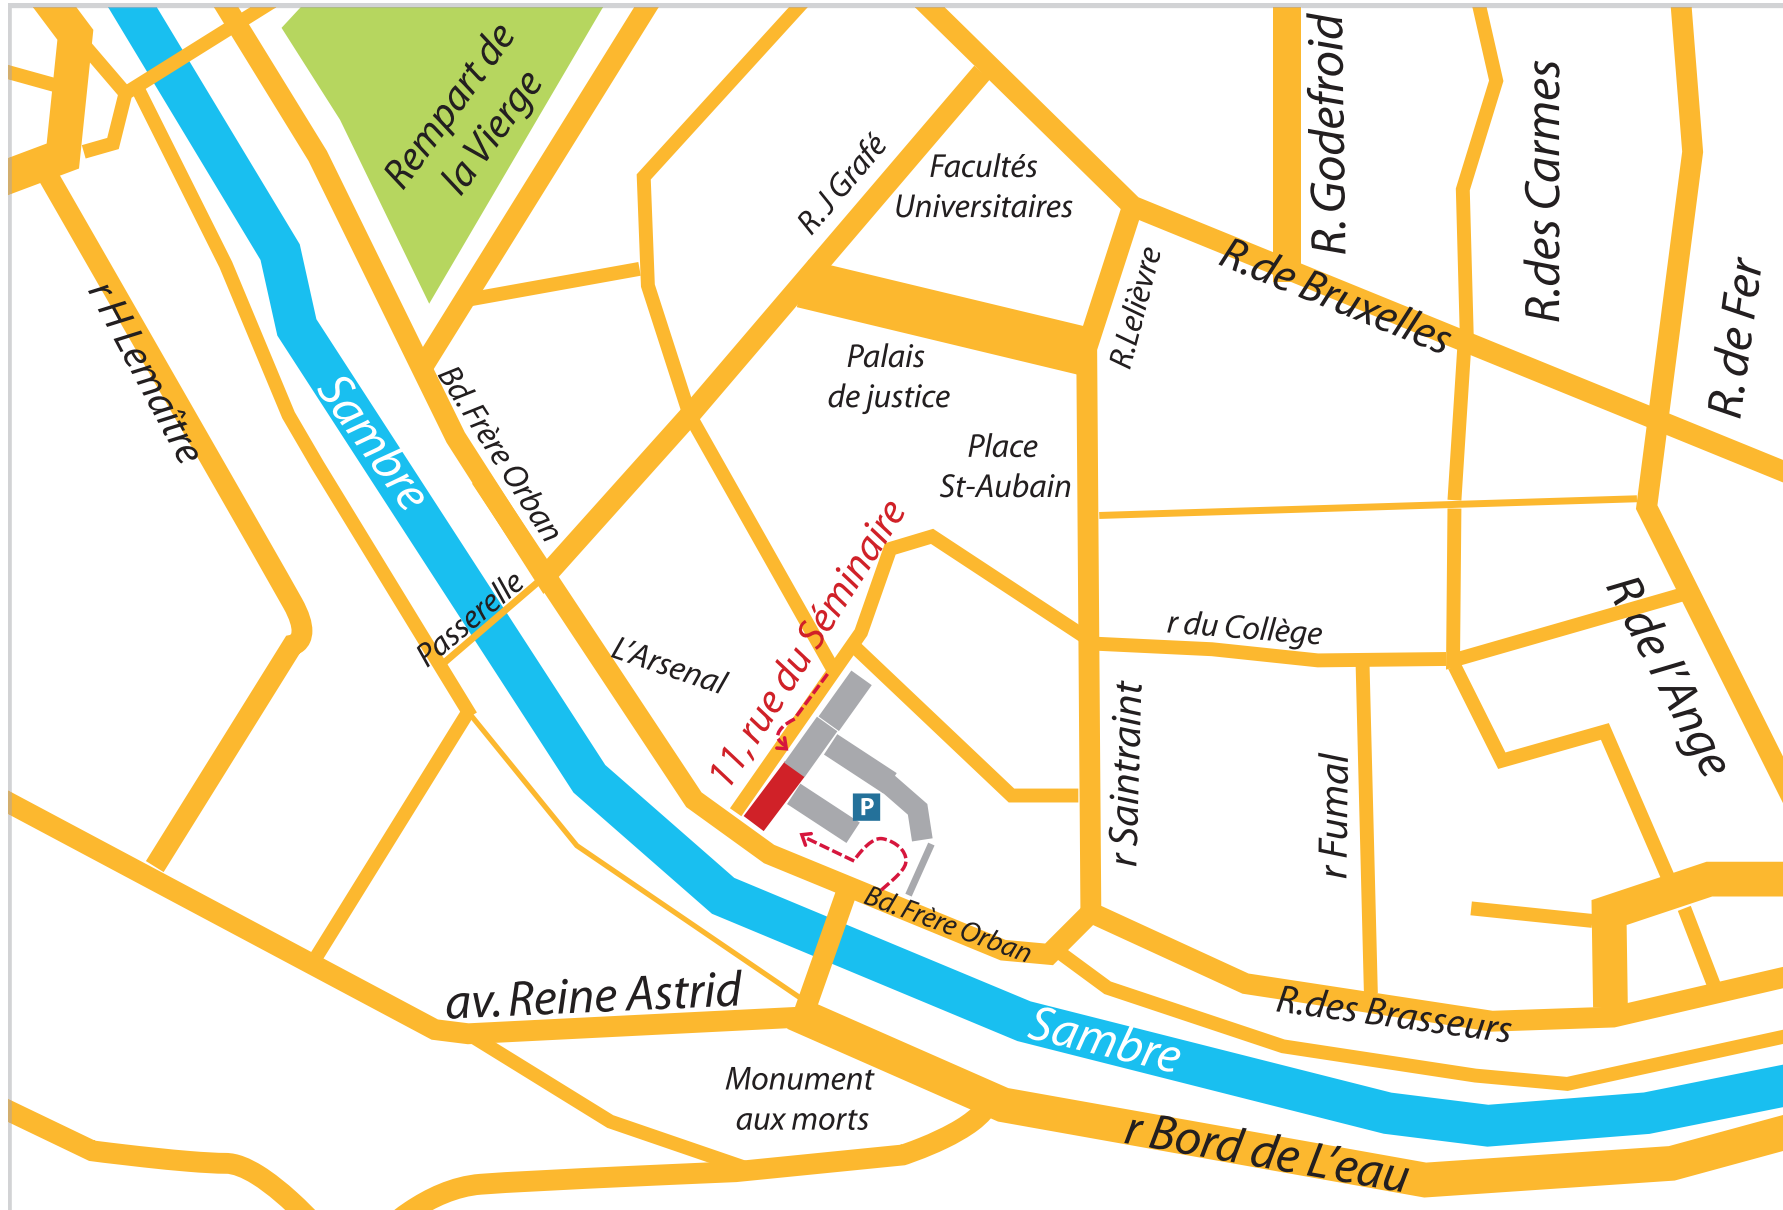 Rempart de
la Vierge
R. J Grafé
Facultés
Universitaires
R. Godefroid
R.des Carmes
R. de Fer
R.de Bruxelles
R.Lelièvre
r H Lemaître
Sambre
Bd. Frère Orban
Palais
de justice
Place
St-Aubain
Passerelle
L'Arsenal
11, rue du Séminaire
r du Collège
R de l'Ange
r Saintraint
r Fumal
P
Bd. Frère Orban
av. Reine Astrid
R.des Brasseurs
Sambre
Monument
aux morts
r Bord de L'eau